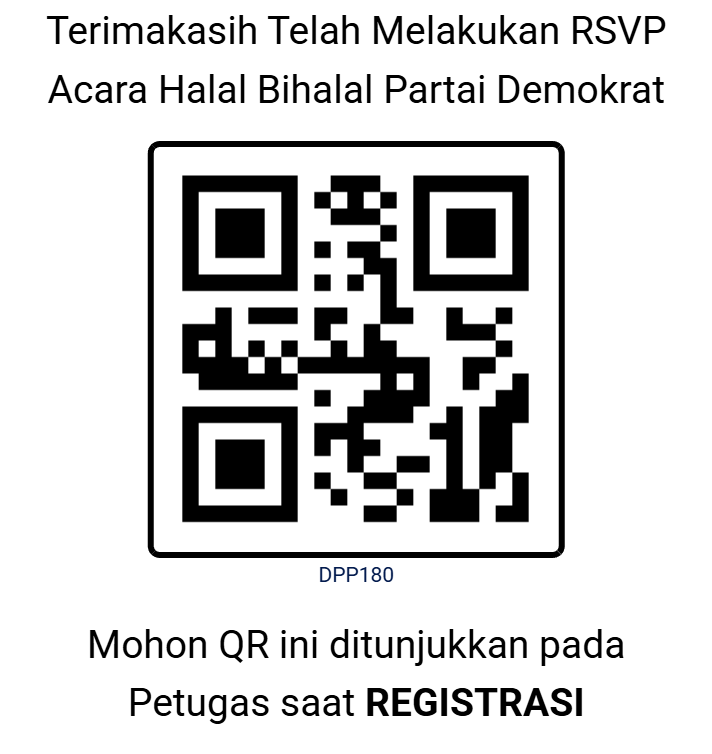 Terimakasih Telah Melakukan RSVP
Acara Halal Bihalal Partai Demokrat
DPP180
Mohon QR ini ditunjukkan pada
Petugas saat REGISTRASI